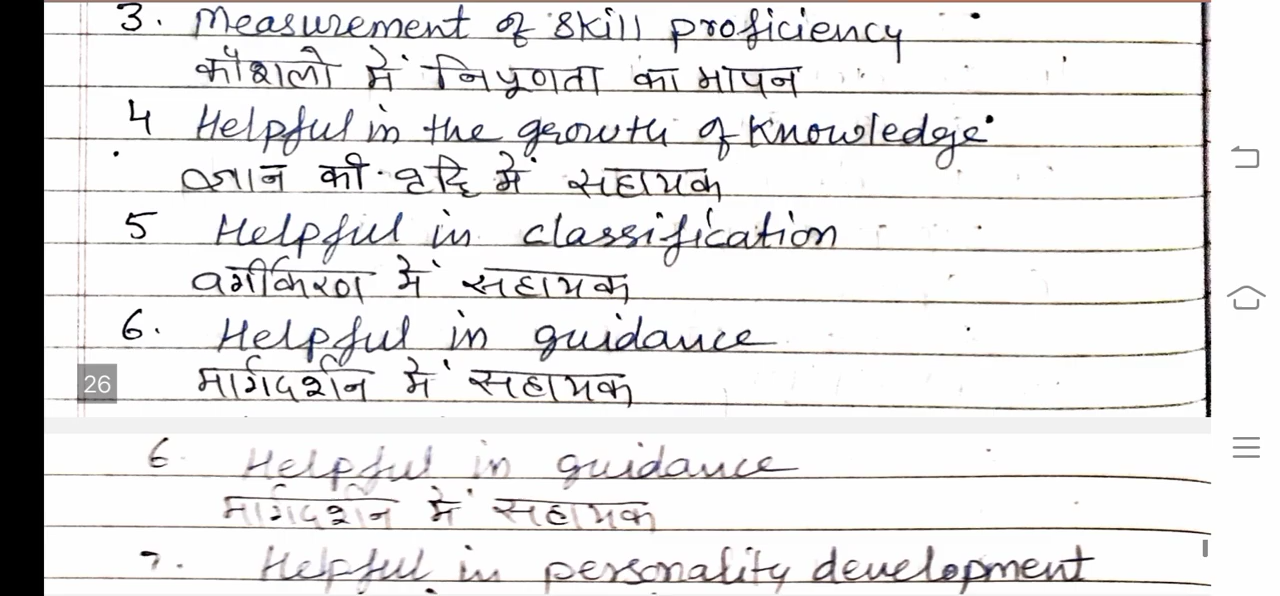 3. Measurement of Skill proficiency
कौशलो में निपूणता का मापन
4 Helpful in the growth of Knowledge
ज्ञान की वृद्धि में सहायक
5 Helpful in classification
वर्गीकरण में सहायक
6. Helpful in guidance
मार्गदर्शन में सहायक
26
6 Helpful in guidance
मार्गदर्शन में सहायक
7. Helpful in personality development